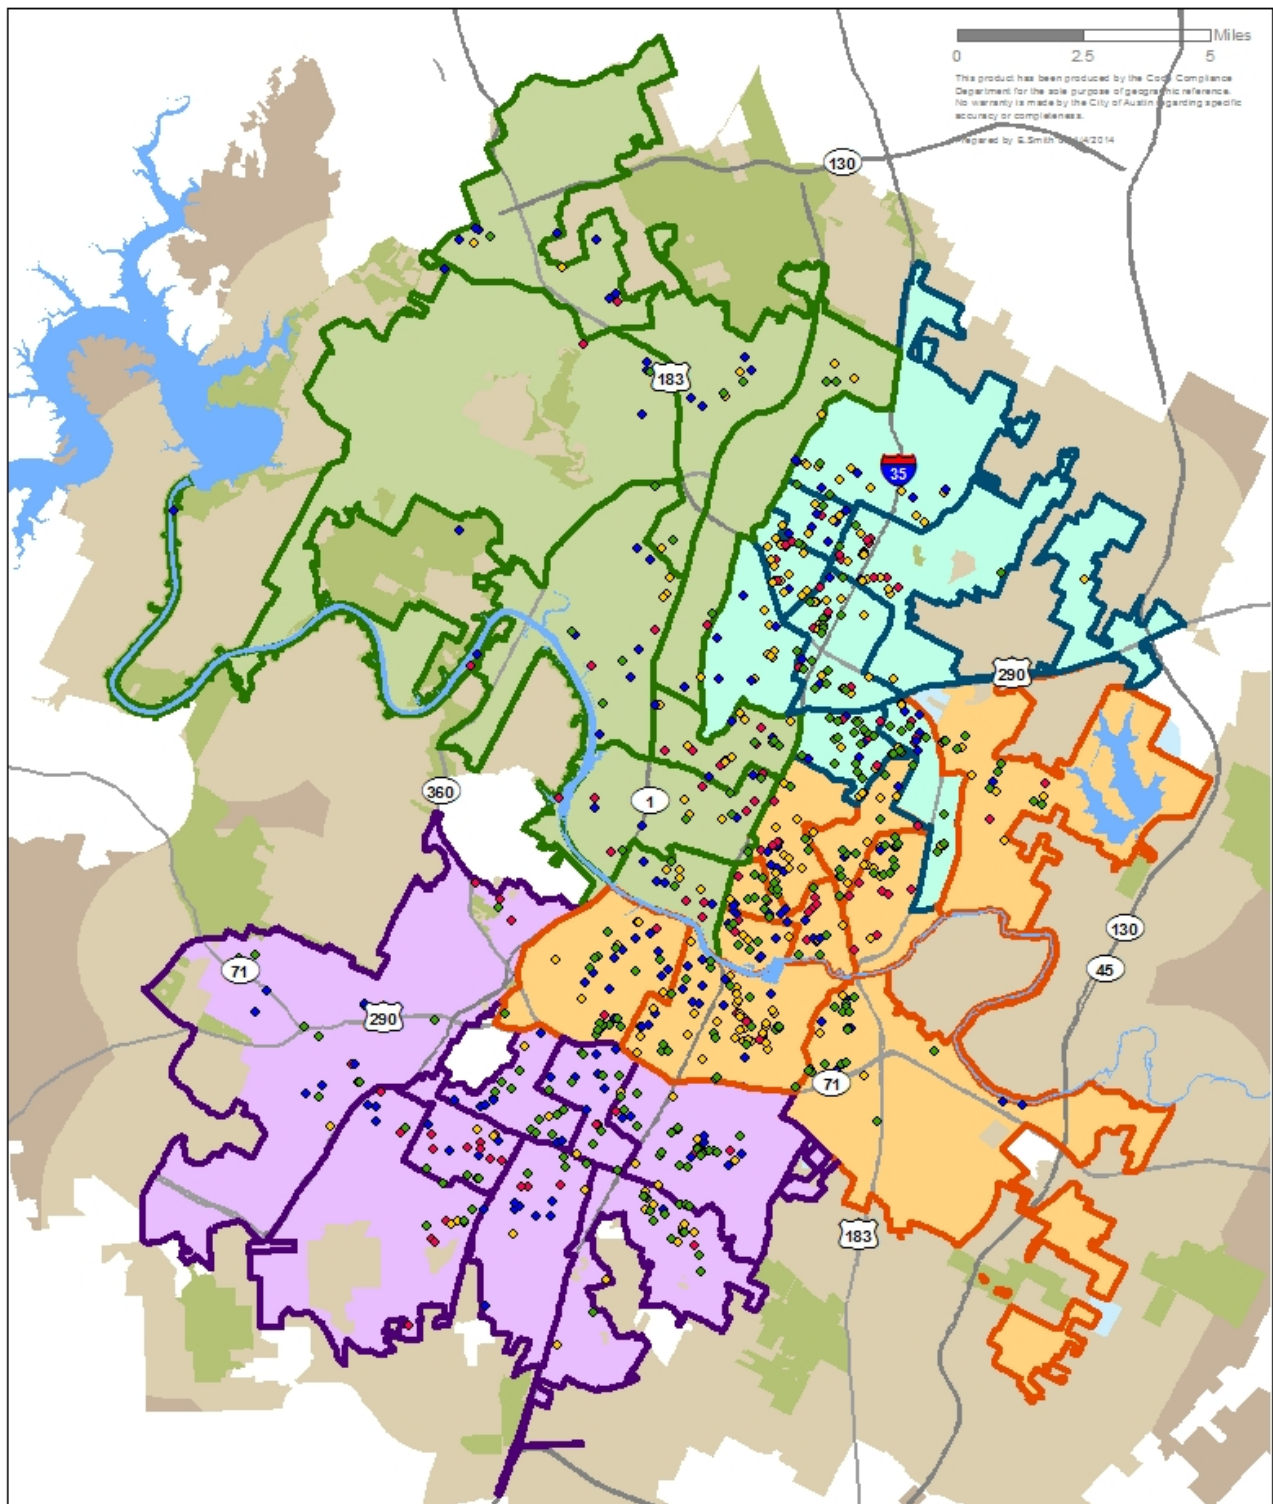 Miles
0 2.5 5
This product has been produced by the Code Compliance
Department for the sole purpose of geographic reference.
No warranty is made by the City of Austin regarding specific
accuracy or completeness.
Prepared by G.Smith
130
183
35
290
360
1
71
290
130
45
71
183